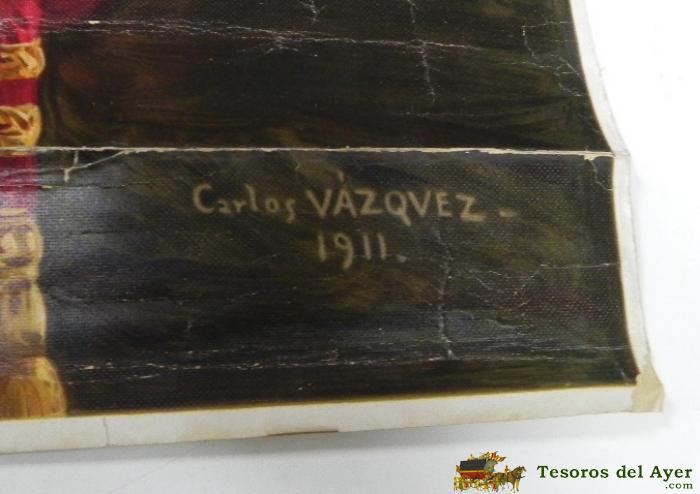 Carlos VÁZQVEZ -
1911.
Tesoros del Ayer
.com